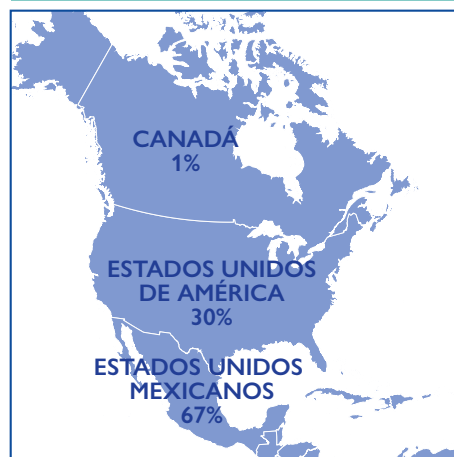 CANADÁ
1%
ESTADOS UNIDOS
DE AMÉRICA
30%
ESTADOS UNIDOS
MEXICANOS
67%